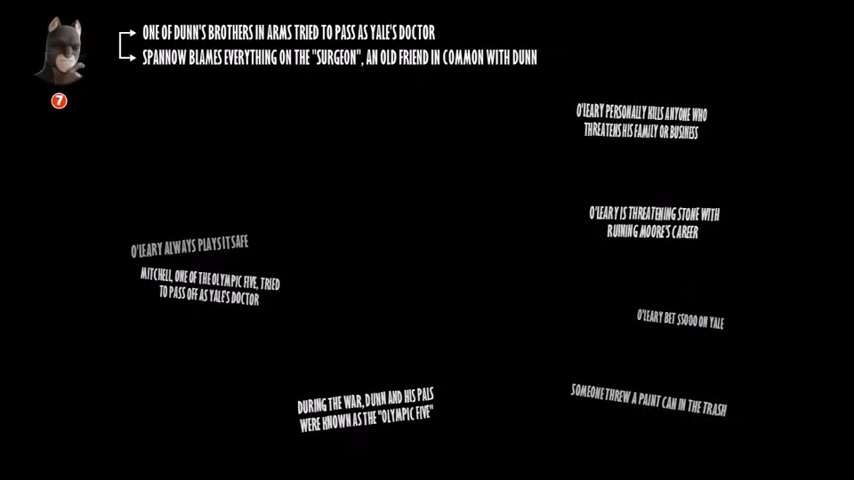 ONE OF DUNN'S BROTHERS IN ARMS TRIED TO PASS AS YALE'S DOCTOR
SPANNOW BLAMES EVERYTHING ON THE "SURGEON", AN OLD FRIEND IN COMMON WITH DUNN
7
O'LEARY PERSONALLY KILLS ANYONE WHO
THREATENS HIS FAMILY OR BUSINESS
O'LEARY IS THREATENING STONE WITH
RUINING MOORE'S CAREER
O'LEARY ALWAYS PLAYS IT SAFE
MITCHELL, ONE OF THE OLYMPIC FIVE, TRIED
TO PASS OFF AS YALE'S DOCTOR
O'LEARY BET $5000 ON YALE
DURING THE WAR, DUNN AND HIS PALS
WERE KNOWN AS THE "OLYMPIC FIVE"
SOMEONE THREW A PAINT CAN IN THE TRASH